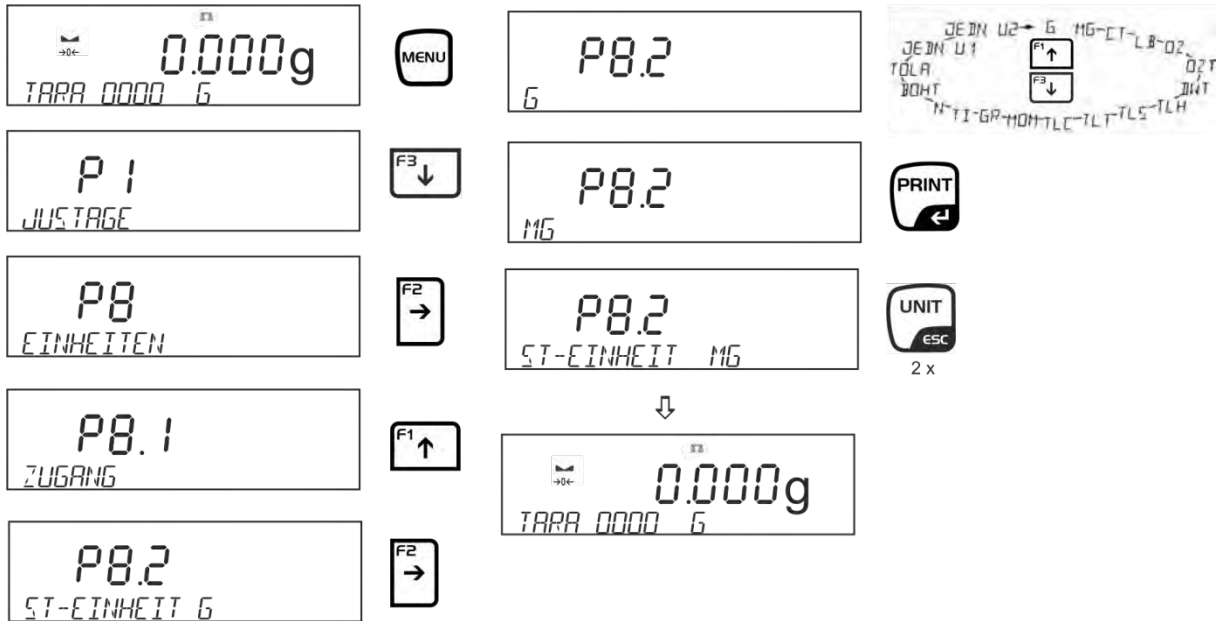 →0←
0.000g
TARA 0000 G
MENU
P1
JUSTAGE
F3 ↓
P8
EINHEITEN
F2 →
P8.1
ZUGANG
F1 ↑
P8.2
ST-EINHEIT G
F2 →
P8.2
G
JEDN U1 JEDN U2→ G MG-CT-LB-OZ
OZT
DWT
TLH
TLS-TLT-TLC-MOM-GR-TI-N
BOHT
TOLA
F1 ↑
F3 ↓
P8.2
MG
PRINT
P8.2
ST-EINHEIT MG
UNIT
ESC
2 x
⇩
→0←
0.000g
TARA 0000 G